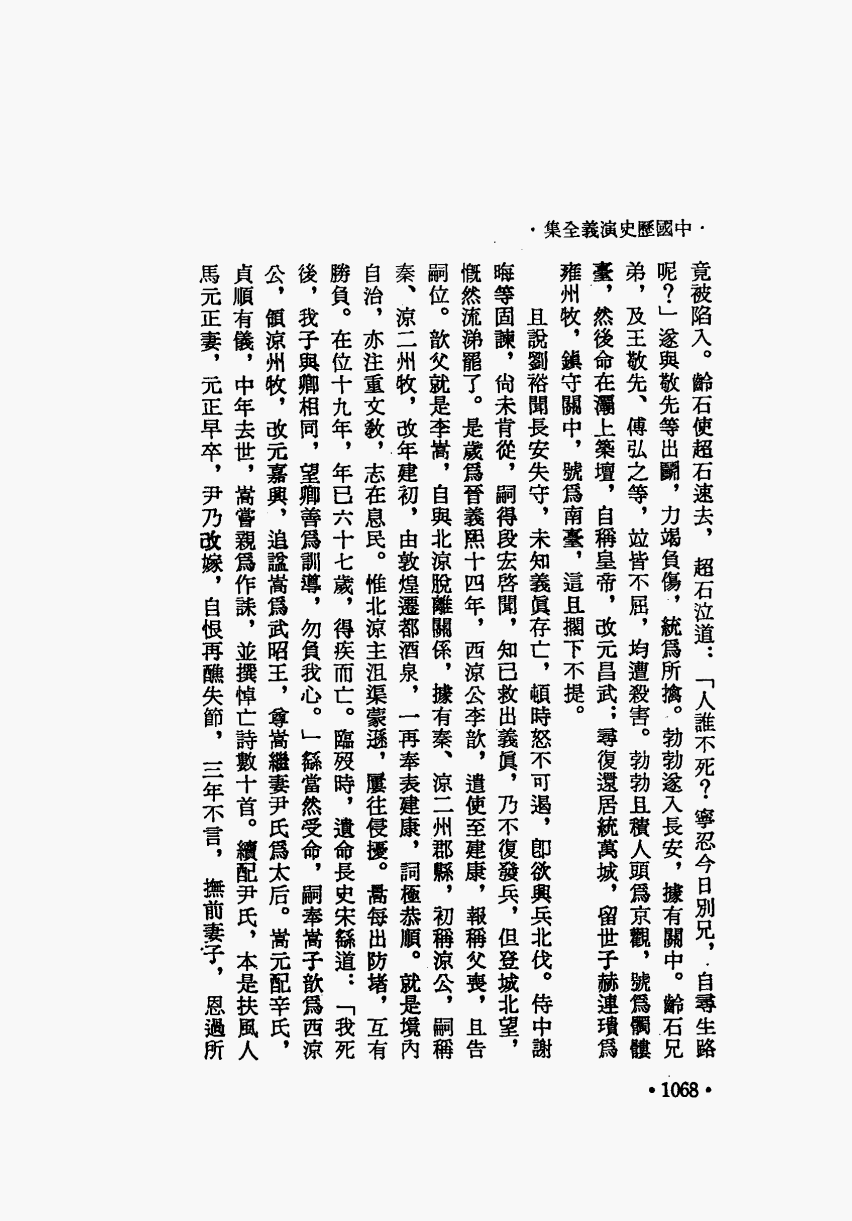 ·中國歷史演義全集·
竟被陷入。齡石使超石速去，超石泣道：「人誰不死？寧忍今日別兄，自尋生路
呢？」遂與敬先等出鬬，力竭負傷，統爲所擒。勃勃遂入長安，據有關中。齡石兄
弟，及王敬先、傅弘之等，竝皆不屈，均遭殺害。勃勃且積人頭爲京觀，號爲髑髏
臺，然後命在灞上築壇，自稱皇帝，改元昌武；尋復還居統萬城，留世子赫連璝爲
雍州牧，鎮守關中，號爲南臺，這且擱下不提。
且說劉裕聞長安失守，未知義眞存亡，頓時怒不可遏，卽欲興兵北伐。侍中謝
晦等固諫，尙未肯從，嗣得段宏啓聞，知已救出義眞，乃不復發兵，但登城北望，
慨然流涕罷了。是歲爲晉義熙十四年，西涼公李歆，遣使至建康，報稱父喪，且告
嗣位。歆父就是李暠，自與北涼脫離關係，據有秦、涼二州郡縣，初稱涼公，嗣稱
秦、涼二州牧，改年建初，由敦煌遷都酒泉，一再奉表建康，詞極恭順。就是境內
自治，亦注重文敎，志在息民。惟北涼主沮渠蒙遜，屢往侵擾。暠每出防堵，互有
勝負。在位十九年，年已六十七歲，得疾而亡。臨歿時，遺命長史宋繇道：「我死
後，我子與卿相同，望卿善爲訓導，勿負我心。」繇當然受命，嗣奉暠子歆爲西涼
公，領涼州牧，改元嘉興，追諡暠爲武昭王，尊暠繼妻尹氏爲太后。暠元配辛氏，
貞順有儀，中年去世，暠嘗親爲作誄，並撰悼亡詩數十首。續配尹氏，本是扶風人
馬元正妻，元正早卒，尹乃改嫁，自恨再醮失節，三年不言，撫前妻子，恩過所
·1068·